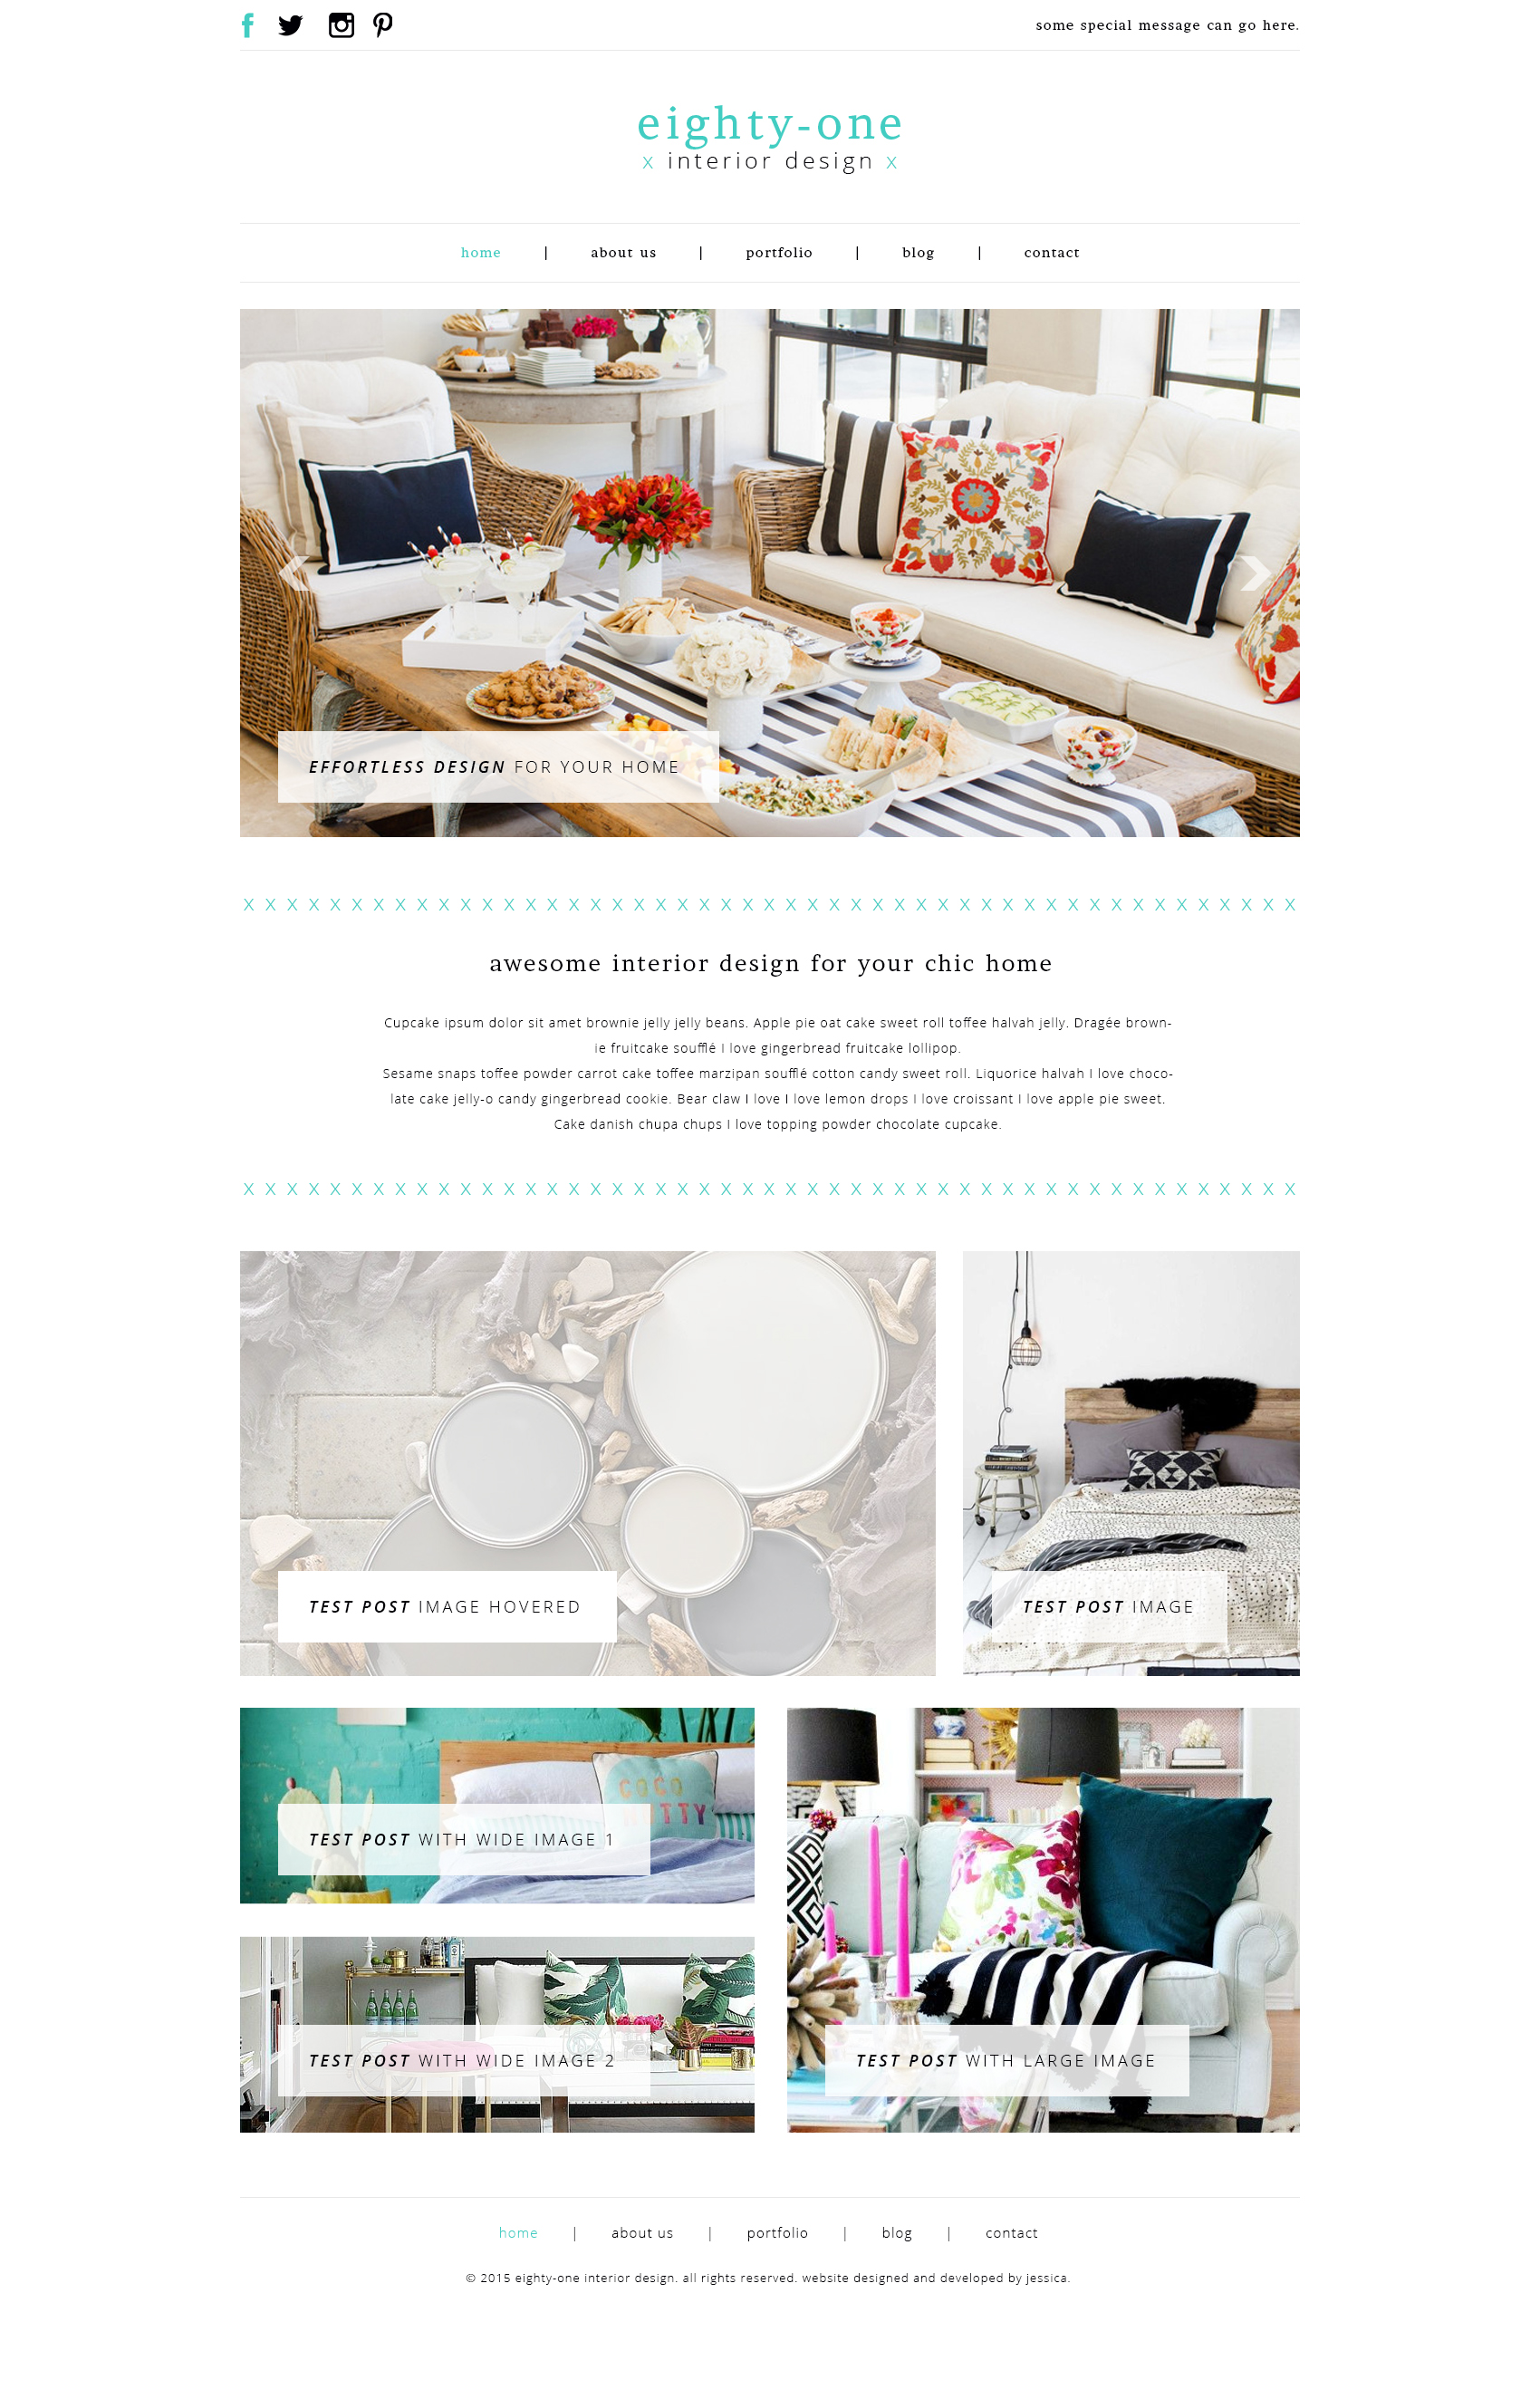 some special message can go here.
eighty-one
x interior design x
home | about us | portfolio | blog | contact
EFFORTLESS DESIGN FOR YOUR HOME
x x x x x x x x x x x x x x x x x x x x x x x x x x x x x x x x x x x x x x x x x x x x x x x x x
awesome interior design for your chic home
Cupcake ipsum dolor sit amet brownie jelly jelly beans. Apple pie oat cake sweet roll toffee halvah jelly. Dragée brown-
ie fruitcake soufflé I love gingerbread fruitcake lollipop.
Sesame snaps toffee powder carrot cake toffee marzipan soufflé cotton candy sweet roll. Liquorice halvah I love choco-
late cake jelly-o candy gingerbread cookie. Bear claw I love I love lemon drops I love croissant I love apple pie sweet.
Cake danish chupa chups I love topping powder chocolate cupcake.
x x x x x x x x x x x x x x x x x x x x x x x x x x x x x x x x x x x x x x x x x x x x x x x x x
TEST POST IMAGE HOVERED
TEST POST IMAGE
COCO
TEST POST WITH WIDE IMAGE 1
TEST POST WITH WIDE IMAGE 2
TEST POST WITH LARGE IMAGE
home | about us | portfolio | blog | contact
© 2015 eighty-one interior design. all rights reserved. website designed and developed by jessica.